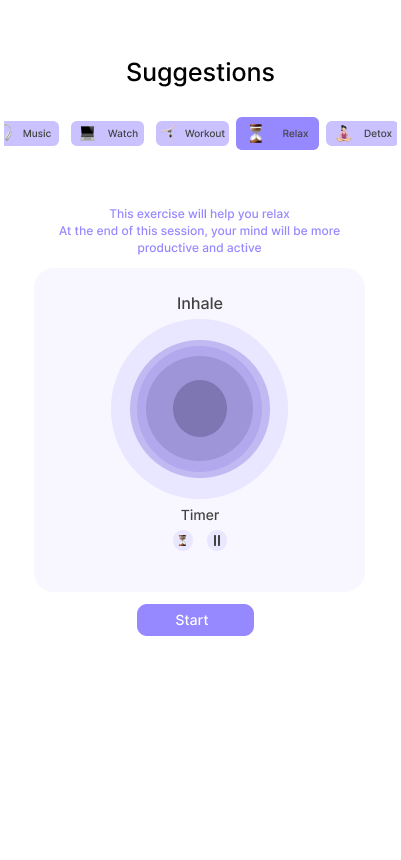 Suggestions
Music Watch Workout Relax Detox
This exercise will help you relax
At the end of this session, your mind will be more
productive and active
Inhale
Timer
Start